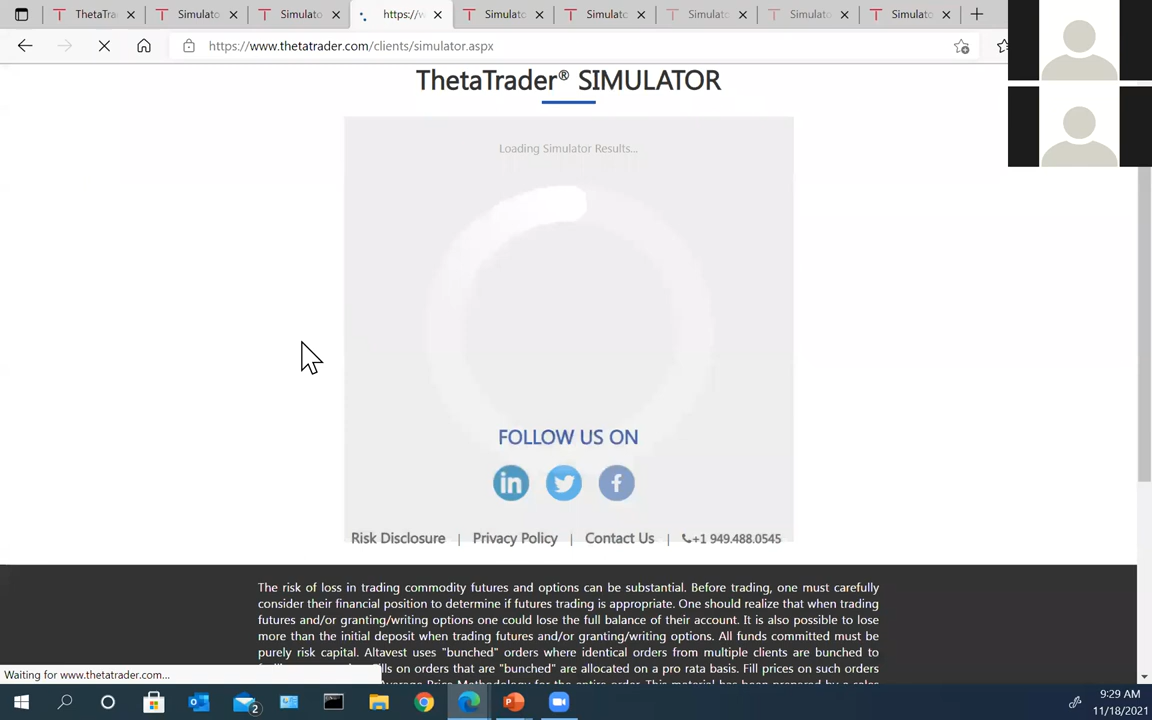 ThetaTra
Simulato
Simulato
https://w
Simulato
Simulato
Simulato
Simulato
Simulato
https://www.thetatrader.com/clients/simulator.aspx
ThetaTrader® SIMULATOR
Loading Simulator Results...
FOLLOW US ON
in
f
Risk Disclosure | Privacy Policy | Contact Us | +1 949.488.0545
The risk of loss in trading commodity futures and options can be substantial. Before trading, one must carefully
consider their financial position to determine if futures trading is appropriate. One should realize that when trading
futures and/or granting/writing options one could lose the full balance of their account. It is also possible to lose
more than the initial deposit when trading futures and/or granting/writing options. All funds committed must be
purely risk capital. Altavest uses "bunched" orders where identical orders from multiple clients are bunched to
ills on orders that are "bunched" are allocated on a pro rata basis. Fill prices on such orders
Waiting for www.thetatrader.com...
2
9:29 AM
11/18/2021